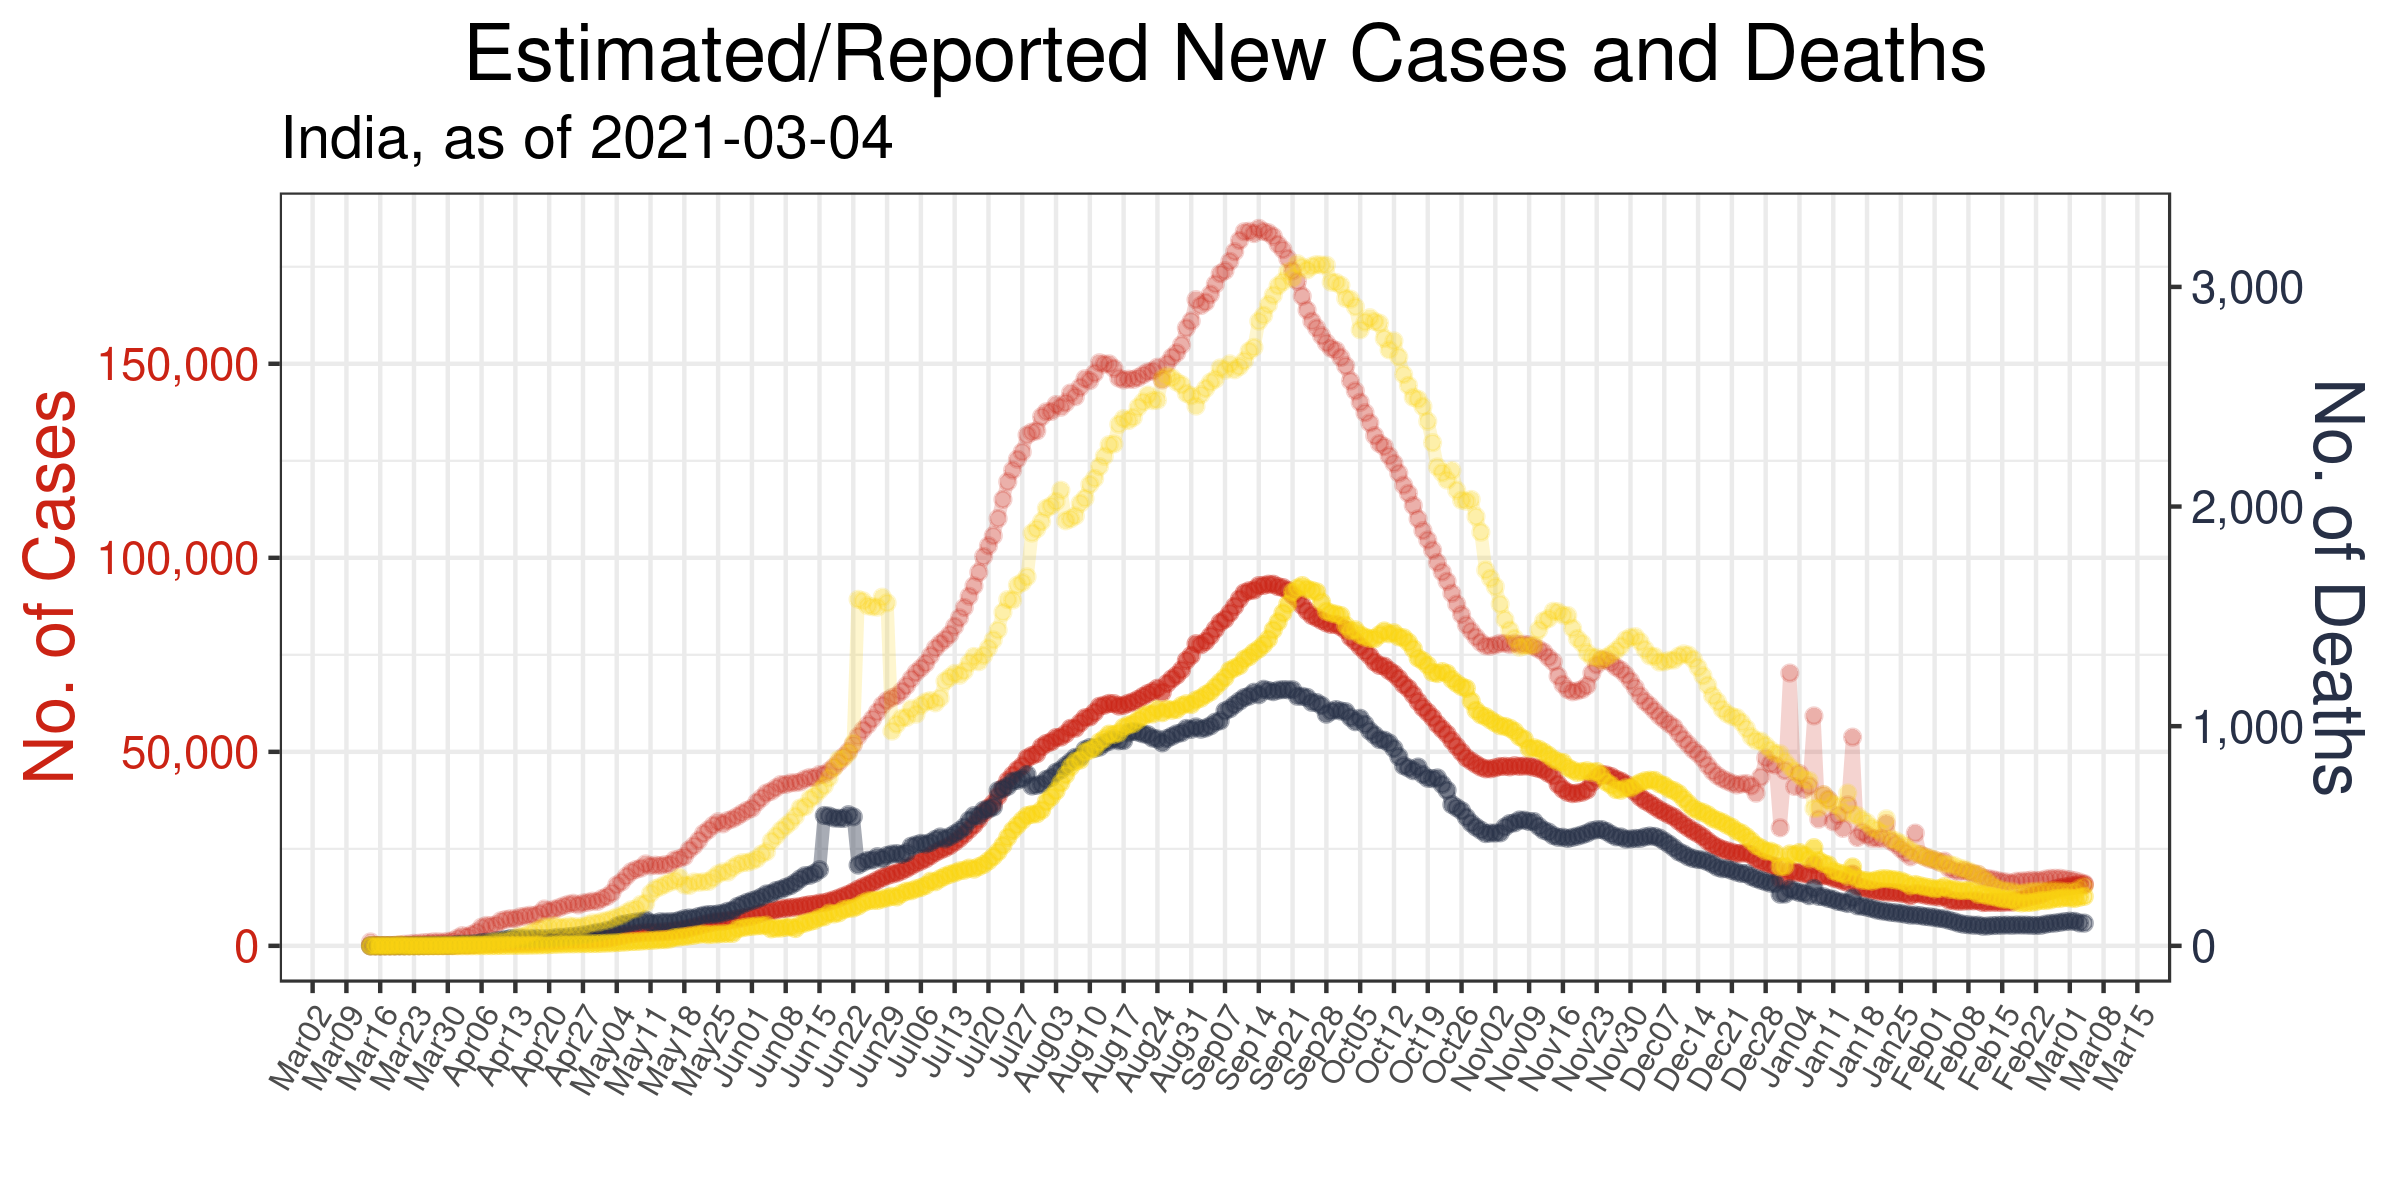 Estimated/Reported New Cases and Deaths
India, as of 2021-03-04
No. of Cases
150,000
100,000
50,000
0
3,000
2,000
1,000
0
No. of Deaths
Mar02
Mar09
Mar16
Mar23
Mar30
Apr06
Apr13
Apr20
Apr27
May04
May11
May18
May25
Jun01
Jun08
Jun15
Jun22
Jun29
Jul06
Jul13
Jul20
Jul27
Aug03
Aug10
Aug17
Aug24
Aug31
Sep07
Sep14
Sep21
Sep28
Oct05
Oct12
Oct19
Oct26
Nov02
Nov09
Nov16
Nov23
Nov30
Dec07
Dec14
Dec21
Dec28
Jan04
Jan11
Jan18
Jan25
Feb01
Feb08
Feb15
Feb22
Mar01
Mar08
Mar15